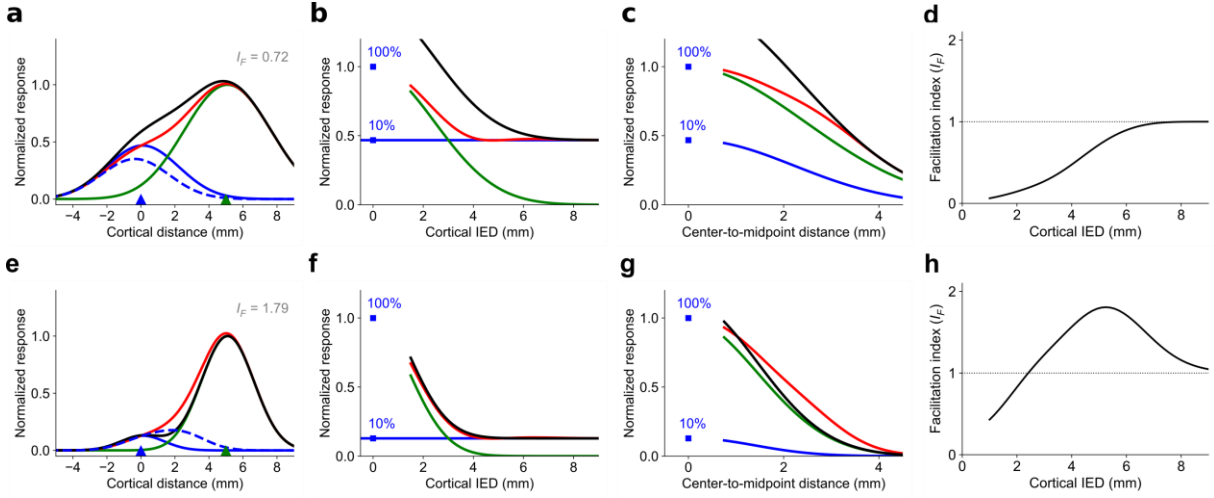 a
b
c
d
Normalized response
1.0
0.5
0.0
I_F = 0.72
−4 −2 0 2 4 6 8
Cortical distance (mm)
Normalized response
1.0
0.5
0.0
100%
10%
0 2 4 6 8
Cortical IED (mm)
Normalized response
1.0
0.5
0.0
100%
10%
0 2 4
Center-to-midpoint distance (mm)
Facilitation index (I_F)
2
1
0
0 2 4 6 8
Cortical IED (mm)
e
f
g
h
Normalized response
1.0
0.5
0.0
I_F = 1.79
−4 −2 0 2 4 6 8
Cortical distance (mm)
Normalized response
1.0
0.5
0.0
100%
10%
0 2 4 6 8
Cortical IED (mm)
Normalized response
1.0
0.5
0.0
100%
10%
0 2 4
Center-to-midpoint distance (mm)
Facilitation index (I_F)
2
1
0
0 2 4 6 8
Cortical IED (mm)